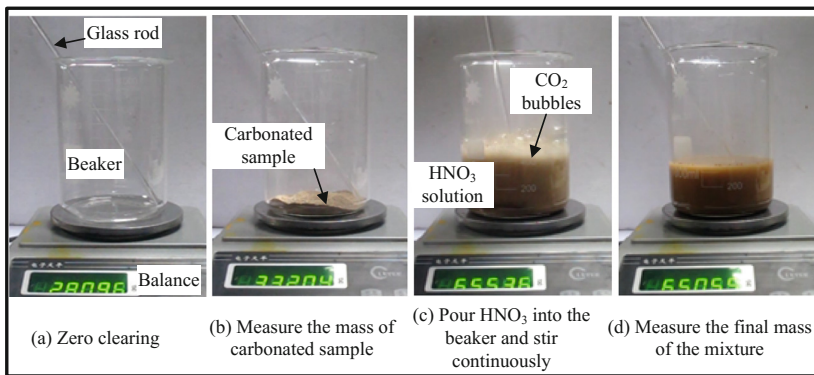 Glass rod
Beaker
Balance
28096
(a) Zero clearing
Carbonated
sample
33204
(b) Measure the mass of
carbonated sample
CO₂
bubbles
HNO₃
solution
200
65536
(c) Pour HNO₃ into the
beaker and stir
continuously
200
65055
(d) Measure the final mass
of the mixture